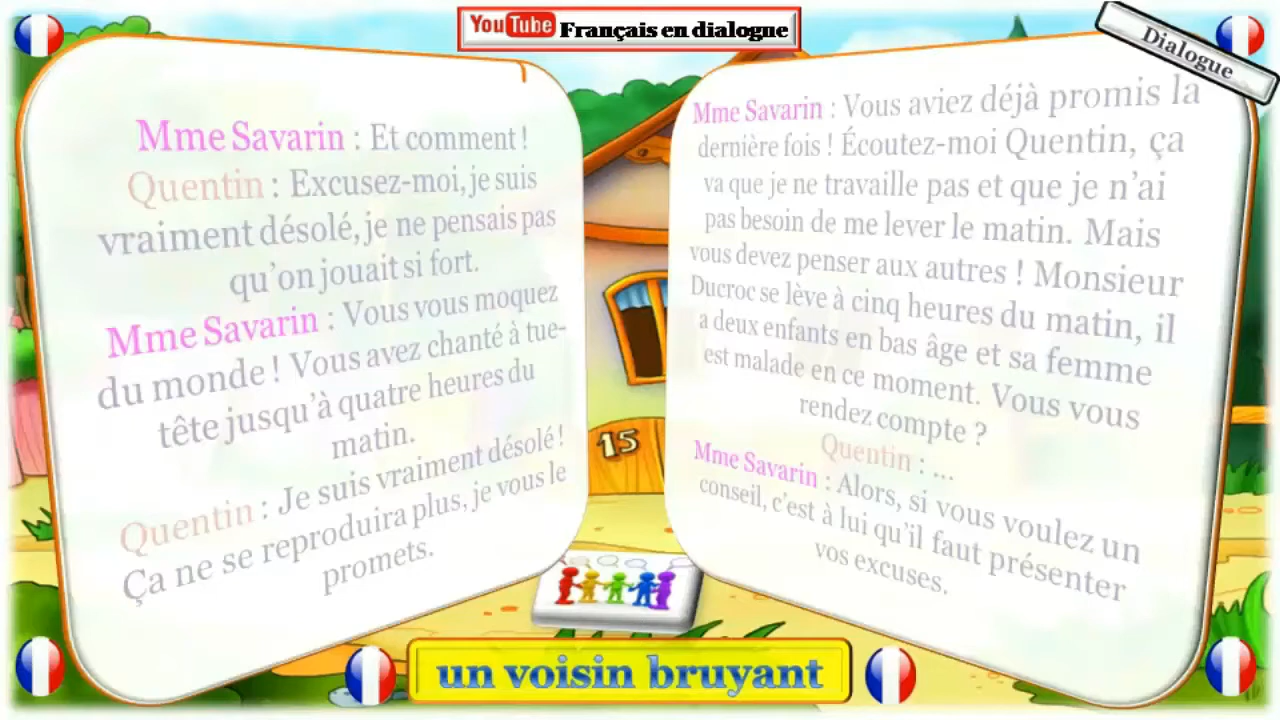 YouTube Français en dialogue
Dialogue
Mme Savarin : Et comment !
Quentin : Excusez-moi, je suis
vraiment désolé, je ne pensais pas
qu'on jouait si fort.
Mme Savarin : Vous vous moquez
du monde ! Vous avez chanté à tue-
tête jusqu'à quatre heures du
matin.
Quentin : Je suis vraiment désolé !
Ça ne se reproduira plus, je vous le
promets.
Mme Savarin : Vous aviez déjà promis la
dernière fois ! Écoutez-moi Quentin, ça
va que je ne travaille pas et que je n'ai
pas besoin de me lever le matin. Mais
vous devez penser aux autres ! Monsieur
Ducroc se lève à cinq heures du matin, il
a deux enfants en bas âge et sa femme
est malade en ce moment. Vous vous
rendez compte ?
Quentin : ...
Mme Savarin : Alors, si vous voulez un
conseil, c'est à lui qu'il faut présenter
vos excuses.
15
un voisin bruyant